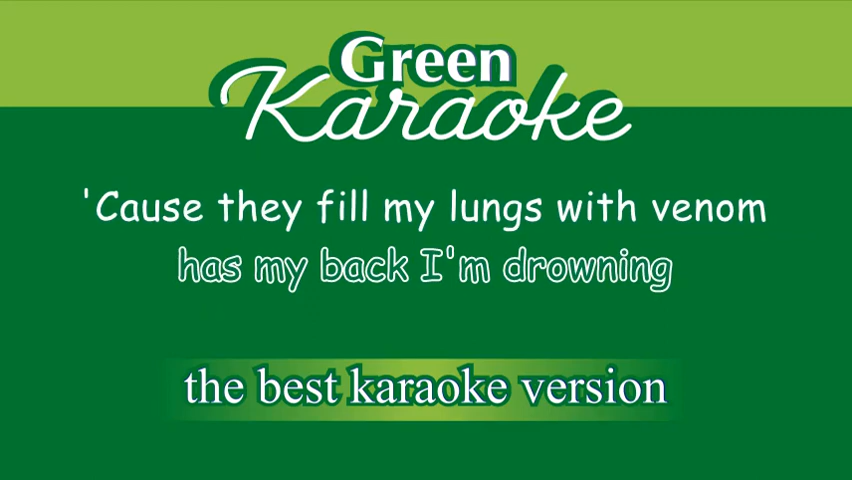 Green
Karaoke
'Cause they fill my lungs with venom
has my back I'm drowning
the best karaoke version